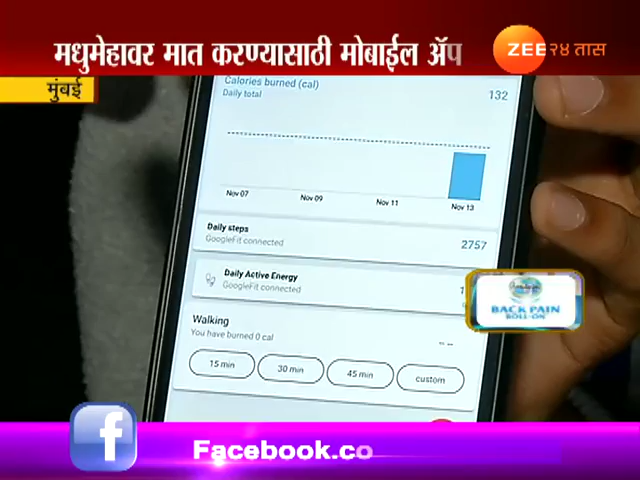 मधुमेहावर मात करण्यासाठी मोबाईल ॲप
ZEE २४ तास
मुंबई
Calories burned (cal)
Daily total
132
Nov 07 Nov 09 Nov 11 Nov 13
Daily steps
GoogleFit connected
2757
Daily Active Energy
GoogleFit connected
1
BACK PAIN
ROLL-ON
Walking
You have burned 0 cal
-- --
15 min 30 min 45 min custom
f Facebook.co